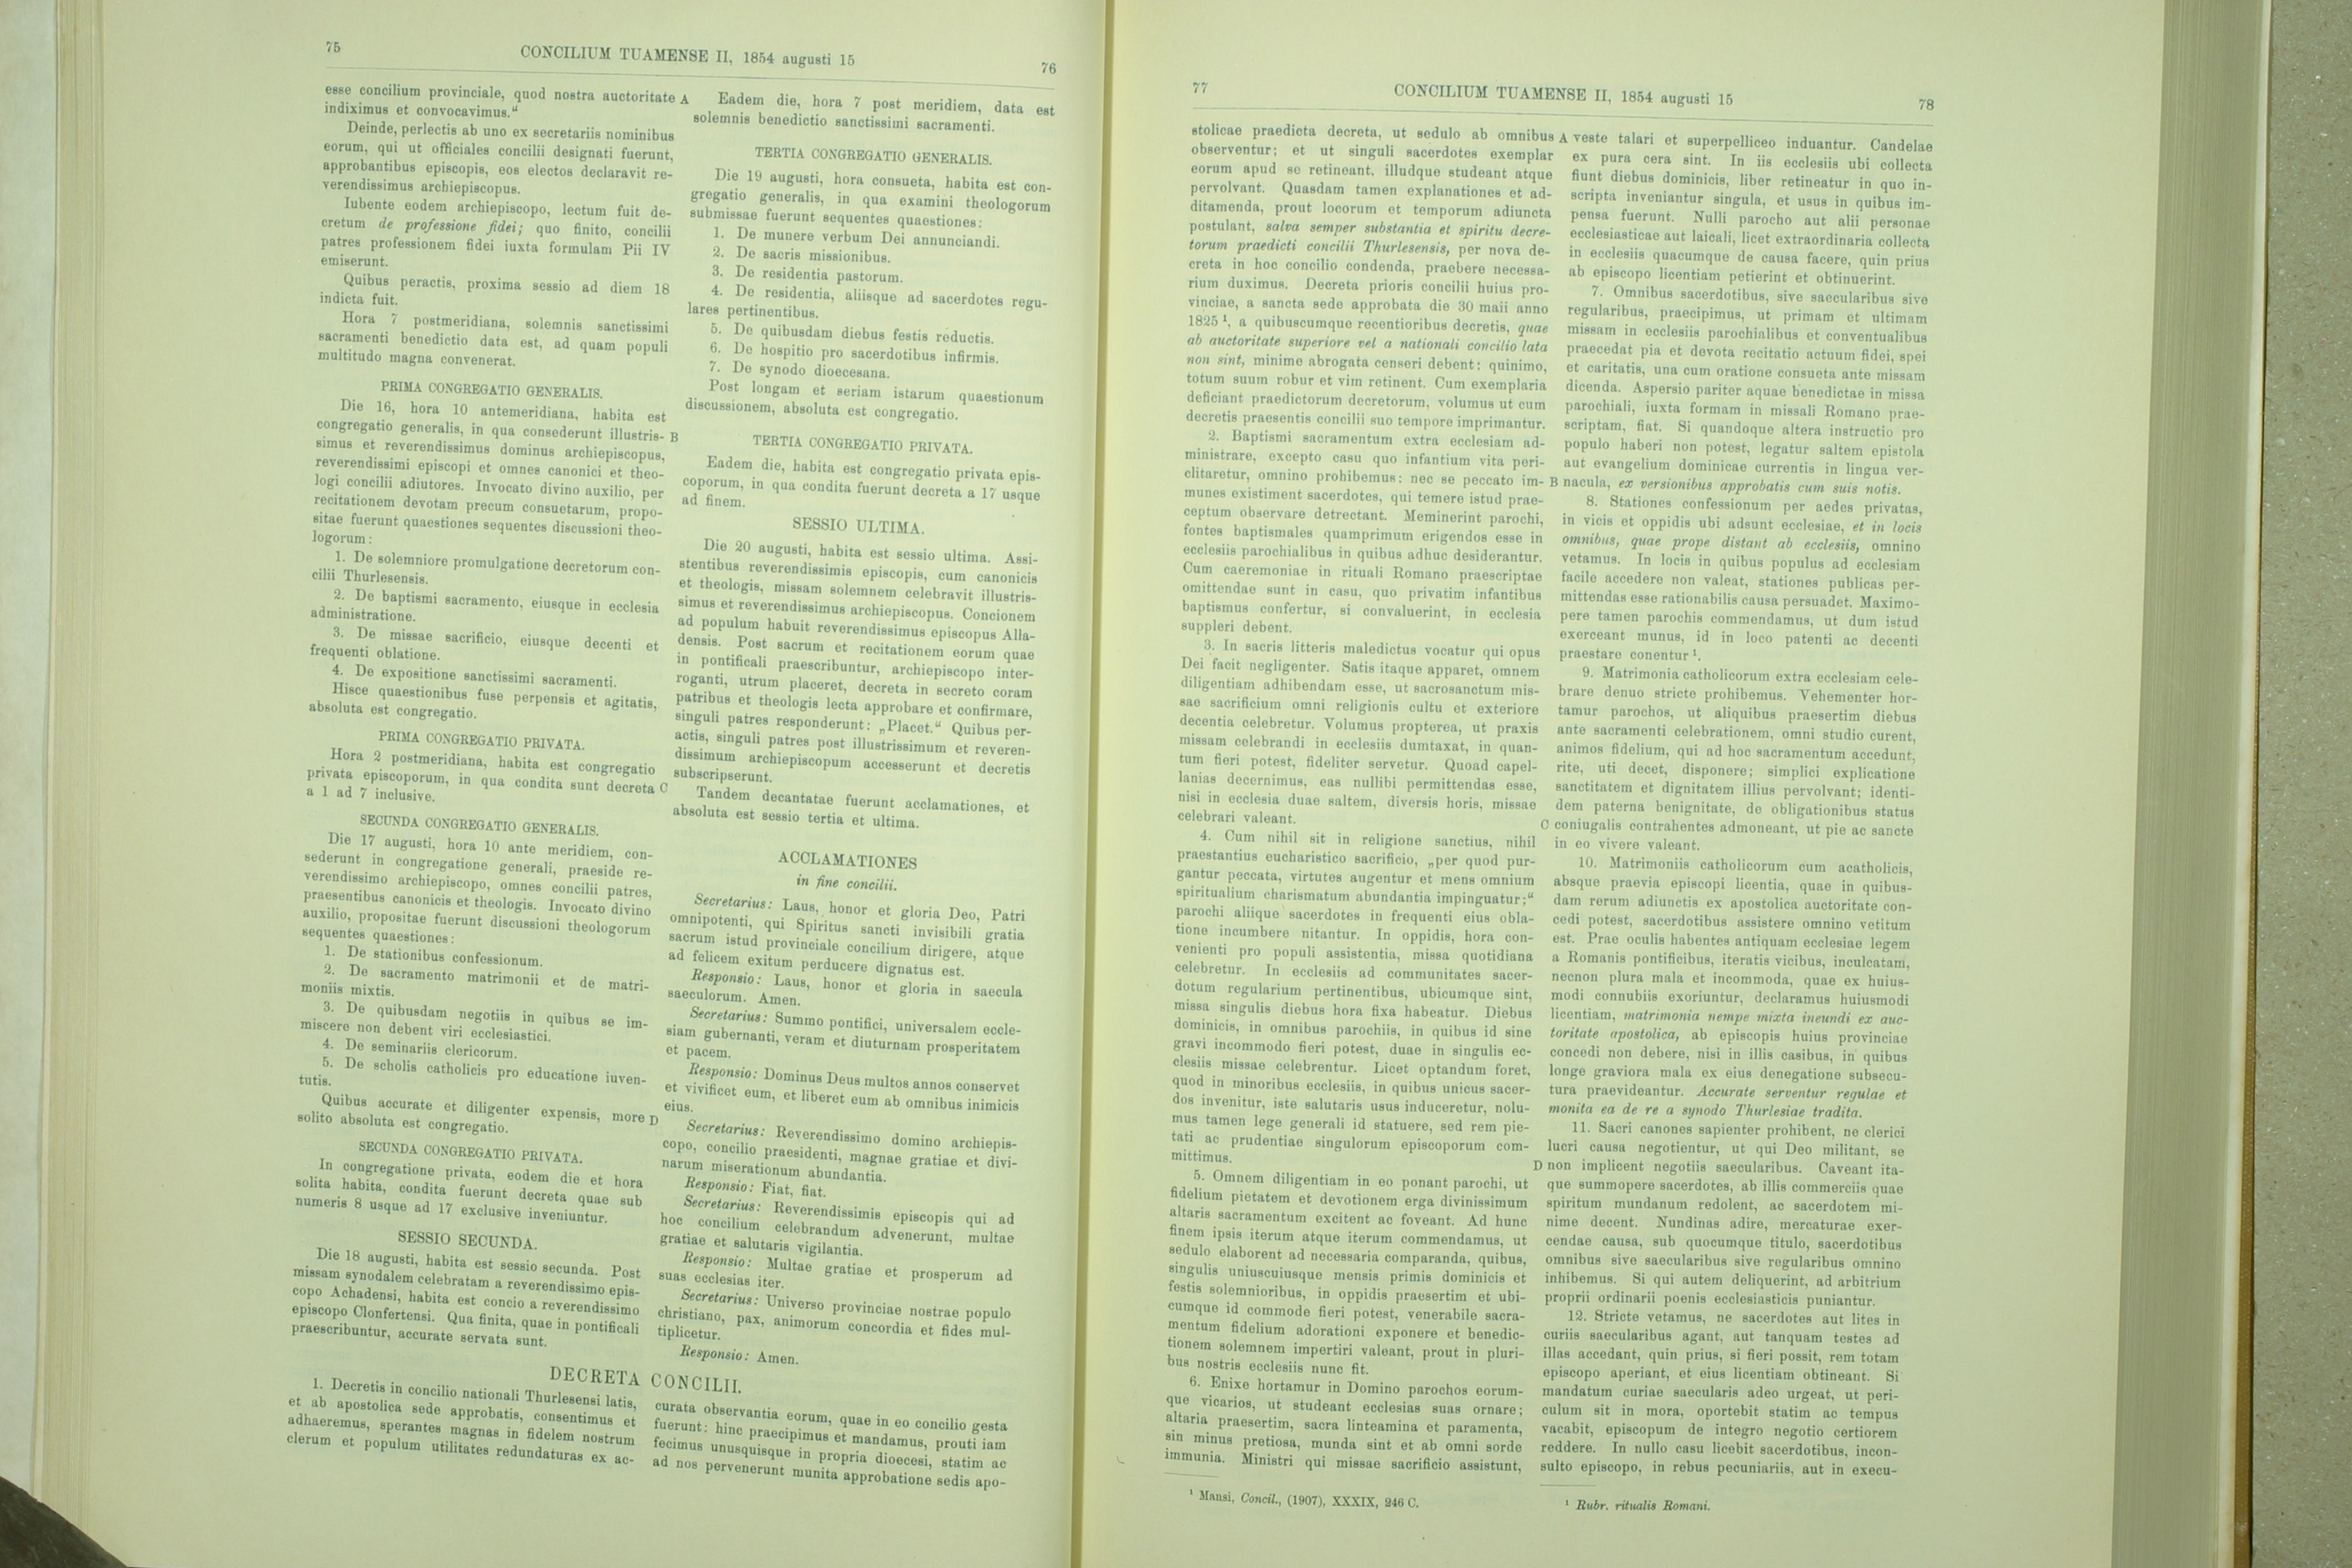 75
CONCILIUM TUAMENSE II, 1854 augusti 15
76
esse concilium provinciale, quod nostra auctoritate
indiximus et convocavimus.“
Deinde, perlectis ab uno ex secretariis nominibus
eorum, qui ut officiales concilii designati fuerunt,
approbantibus episcopis, eos electos declaravit re-
verendissimus archiepiscopus.
Iubente eodem archiepiscopo, lectum fuit de-
cretum de professione fidei; quo finito, concilii
patres professionem fidei iuxta formulam Pii IV
emiserunt.
Quibus peractis, proxima sessio ad diem 18
indicta fuit.
Hora 7 postmeridiana, solemnis sanctissimi
sacramenti benedictio data est, ad quam populi
multitudo magna convenerat.
PRIMA CONGREGATIO GENERALIS.
Die 16, hora 10 antemeridiana, habita est
congregatio generalis, in qua consederunt illustris-
simus et reverendissimus dominus archiepiscopus,
reverendissimi episcopi et omnes canonici et theo-
logi concilii adiutores. Invocato divino auxilio, per
recitationem devotam precum consuetarum, propo-
sitae fuerunt quaestiones sequentes discussioni theo-
logorum:
1. De solemniore promulgatione decretorum con-
cilii Thurlesensis.
2. De baptismi sacramento, eiusque in ecclesia
administratione.
3. De missae sacrificio, eiusque decenti et
frequenti oblatione.
4. De expositione sanctissimi sacramenti.
Hisce quaestionibus fuse perpensis et agitatis,
absoluta est congregatio.
PRIMA CONGREGATIO PRIVATA.
Hora 2 postmeridiana, habita est congregatio
privata episcoporum, in qua condita sunt decreta
a 1 ad 7 inclusive.
SECUNDA CONGREGATIO GENERALIS.
Die 17 augusti, hora 10 ante meridiem, con-
sederunt in congregatione generali, praeside re-
verendissimo archiepiscopo, omnes concilii patres,
praesentibus canonicis et theologis. Invocato divino
auxilio, propositae fuerunt discussioni theologorum
sequentes quaestiones:
1. De stationibus confessionum.
2. De sacramento matrimonii et de matri-
moniis mixtis.
3. De quibusdam negotiis in quibus se im-
miscere non debent viri ecclesiastici.
4. De seminariis clericorum.
5. De scholis catholicis pro educatione iuven-
tutis.
Quibus accurate et diligenter expensis, more
solito absoluta est congregatio.
SECUNDA CONGREGATIO PRIVATA.
In congregatione privata, eodem die et hora
solita habita, condita fuerunt decreta quae sub
numeris 8 usque ad 17 exclusive inveniuntur.
SESSIO SECUNDA.
Die 18 augusti, habita est sessio secunda. Post
missam synodalem celebratam a reverendissimo epis-
copo Achadensi, habita est concio a reverendissimo
episcopo Clonfertensi. Qua finita, quae in pontificali
praescribuntur, accurate servata sunt.
A
B
C
D
Eadem die, hora 7 post meridiem, data est
solemnis benedictio sanctissimi sacramenti.
TERTIA CONGREGATIO GENERALIS.
Die 19 augusti, hora consueta, habita est con-
gregatio generalis, in qua examini theologorum
submissae fuerunt sequentes quaestiones:
1. De munere verbum Dei annunciandi.
2. De sacris missionibus.
3. De residentia pastorum.
4. De residentia, aliisque ad sacerdotes regu-
lares pertinentibus.
5. De quibusdam diebus festis reductis.
6. De hospitio pro sacerdotibus infirmis.
7. De synodo dioecesana.
Post longam et seriam istarum quaestionum
discussionem, absoluta est congregatio.
TERTIA CONGREGATIO PRIVATA.
Eadem die, habita est congregatio privata epis-
coporum, in qua condita fuerunt decreta a 17 usque
ad finem.
SESSIO ULTIMA.
Die 20 augusti, habita est sessio ultima. Assi-
stentibus reverendissimis episcopis, cum canonicis
et theologis, missam solemnem celebravit illustris-
simus et reverendissimus archiepiscopus. Concionem
ad populum habuit reverendissimus episcopus Alla-
densis. Post sacrum et recitationem eorum quae
in pontificali praescribuntur, archiepiscopo inter-
roganti, utrum placeret, decreta in secreto coram
patribus et theologis lecta approbare et confirmare,
singuli patres responderunt: „Placet.“ Quibus per-
actis, singuli patres post illustrissimum et reveren-
dissimum archiepiscopum accesserunt et decretis
subscripserunt.
Tandem decantatae fuerunt acclamationes, et
absoluta est sessio tertia et ultima.
ACCLAMATIONES
in fine concilii.
Secretarius: Laus, honor et gloria Deo, Patri
omnipotenti, qui Spiritus sancti invisibili gratia
sacrum istud provinciale concilium dirigere, atque
ad felicem exitum perducere dignatus est.
Responsio: Laus, honor et gloria in saecula
saeculorum. Amen.
Secretarius: Summo pontifici, universalem eccle-
siam gubernanti, veram et diuturnam prosperitatem
et pacem.
Responsio: Dominus Deus multos annos conservet
et vivificet eum, et liberet eum ab omnibus inimicis
eius.
Secretarius: Reverendissimo domino archiepis-
copo, concilio praesidenti, magnae gratiae et divi-
narum miserationum abundantia.
Responsio: Fiat, fiat.
Secretarius: Reverendissimis episcopis qui ad
hoc concilium celebrandum advenerunt, multae
gratiae et salutaris vigilantia.
Responsio: Multae gratiae et prosperum ad
suas ecclesias iter.
Secretarius: Universo provinciae nostrae populo
christiano, pax, animorum concordia et fides mul-
tiplicetur.
Responsio: Amen.
DECRETA CONCILII.
1. Decretis in concilio nationali Thurlesensi latis,
et ab apostolica sede approbatis, consentimus et
adhaeremus, sperantes magnas in fidelem nostrum
clerum et populum utilitates redundaturas ex ac-
curata observantia eorum, quae in eo concilio gesta
fuerunt: hinc praecipimus et mandamus, prouti iam
fecimus unusquisque in propria dioecesi, statim ac
ad nos pervenerunt munita approbatione sedis apo-
77
CONCILIUM TUAMENSE II, 1854 augusti 15
78
stolicae praedicta decreta, ut sedulo ab omnibus
observentur; et ut singuli sacerdotes exemplar
eorum apud se retineant, illudque studeant atque
pervolvant. Quasdam tamen explanationes et ad-
ditamenda, prout locorum et temporum adiuncta
postulant, salva semper substantia et spiritu decre-
torum praedicti concilii Thurlesensis, per nova de-
creta in hoc concilio condenda, praebere necessa-
rium duximus. Decreta prioris concilii huius pro-
vinciae, a sancta sede approbata die 30 maii anno
1825 ¹, a quibuscumque recentioribus decretis, quae
ab auctoritate superiore vel a nationali concilio lata
non sint, minime abrogata censeri debent: quinimo,
totum suum robur et vim retinent. Cum exemplaria
deficiant praedictorum decretorum, volumus ut cum
decretis praesentis concilii suo tempore imprimantur.
2. Baptismi sacramentum extra ecclesiam ad-
ministrare, excepto casu quo infantium vita peri-
clitaretur, omnino prohibemus: nec se peccato im-
munes existiment sacerdotes, qui temere istud prae-
ceptum observare detrectant. Meminerint parochi,
fontes baptismales quamprimum erigendos esse in
ecclesiis parochialibus in quibus adhuc desiderantur.
Cum caeremoniae in rituali Romano praescriptae
omittendae sunt in casu, quo privatim infantibus
baptismus confertur, si convaluerint, in ecclesia
suppleri debent.
3. In sacris litteris maledictus vocatur qui opus
Dei facit negligenter. Satis itaque apparet, omnem
diligentiam adhibendam esse, ut sacrosanctum mis-
sae sacrificium omni religionis cultu et exteriore
decentia celebretur. Volumus propterea, ut praxis
missam celebrandi in ecclesiis dumtaxat, in quan-
tum fieri potest, fideliter servetur. Quoad capel-
lanias decernimus, eas nullibi permittendas esse,
nisi in ecclesia duae saltem, diversis horis, missae
celebrari valeant.
4. Cum nihil sit in religione sanctius, nihil
praestantius eucharistico sacrificio, „per quod pur-
gantur peccata, virtutes augentur et mens omnium
spiritualium charismatum abundantia impinguatur;“
parochi aliique sacerdotes in frequenti eius obla-
tione incumbere nitantur. In oppidis, hora con-
venienti pro populi assistentia, missa quotidiana
celebretur. In ecclesiis ad communitates sacer-
dotum regularium pertinentibus, ubicumque sint,
missa singulis diebus hora fixa habeatur. Diebus
dominicis, in omnibus parochiis, in quibus id sine
gravi incommodo fieri potest, duae in singulis ec-
clesiis missae celebrentur. Licet optandum foret,
quod in minoribus ecclesiis, in quibus unicus sacer-
dos invenitur, iste salutaris usus induceretur, nolu-
mus tamen lege generali id statuere, sed rem pie-
tati ac prudentiae singulorum episcoporum com-
mittimus.
5. Omnem diligentiam in eo ponant parochi, ut
fidelium pietatem et devotionem erga divinissimum
altaris sacramentum excitent ac foveant. Ad hunc
finem ipsis iterum atque iterum commendamus, ut
sedulo elaborent ad necessaria comparanda, quibus,
singulis uniuscuiusque mensis primis dominicis et
festis solemnioribus, in oppidis praesertim et ubi-
cumque id commode fieri potest, venerabile sacra-
mentum fidelium adorationi exponere et benedic-
tionem solemnem impertiri valeant, prout in pluri-
bus nostris ecclesiis nunc fit.
6. Enixe hortamur in Domino parochos eorum-
que vicarios, ut studeant ecclesias suas ornare;
altaria praesertim, sacra linteamina et paramenta,
sin minus pretiosa, munda sint et ab omni sorde
immunia. Ministri qui missae sacrificio assistunt,
¹ Mansi, Concil., (1907), XXXIX, 246 C.
A
B
C
D
veste talari et superpelliceo induantur. Candelae
ex pura cera sint. In iis ecclesiis ubi collecta
fiunt diebus dominicis, liber retineatur in quo in-
scripta inveniantur singula, et usus in quibus im-
pensa fuerunt. Nulli parocho aut alii personae
ecclesiasticae aut laicali, licet extraordinaria collecta
in ecclesiis quacumque de causa facere, quin prius
ab episcopo licentiam petierint et obtinuerint.
7. Omnibus sacerdotibus, sive saecularibus sive
regularibus, praecipimus, ut primam et ultimam
missam in ecclesiis parochialibus et conventualibus
praecedat pia et devota recitatio actuum fidei, spei
et caritatis, una cum oratione consueta ante missam
dicenda. Aspersio pariter aquae benedictae in missa
parochiali, iuxta formam in missali Romano prae-
scriptam, fiat. Si quandoque altera instructio pro
populo haberi non potest, legatur saltem epistola
aut evangelium dominicae currentis in lingua ver-
nacula, ex versionibus approbatis cum suis notis.
8. Stationes confessionum per aedes privatas,
in vicis et oppidis ubi adsunt ecclesiae, et in locis
omnibus, quae prope distant ab ecclesiis, omnino
vetamus. In locis in quibus populus ad ecclesiam
facile accedere non valeat, stationes publicas per-
mittendas esse rationabilis causa persuadet. Maximo-
pere tamen parochis commendamus, ut dum istud
exerceant munus, id in loco patenti ac decenti
praestare conentur ¹.
9. Matrimonia catholicorum extra ecclesiam cele-
brare denuo stricte prohibemus. Vehementer hor-
tamur parochos, ut aliquibus praesertim diebus
ante sacramenti celebrationem, omni studio curent,
animos fidelium, qui ad hoc sacramentum accedunt,
rite, uti decet, disponere; simplici explicatione
sanctitatem et dignitatem illius pervolvant; identi-
dem paterna benignitate, de obligationibus status
coniugalis contrahentes admoneant, ut pie ac sancte
in eo vivere valeant.
10. Matrimoniis catholicorum cum acatholicis,
absque praevia episcopi licentia, quae in quibus-
dam rerum adiunctis ex apostolica auctoritate con-
cedi potest, sacerdotibus assistere omnino vetitum
est. Prae oculis habentes antiquam ecclesiae legem
a Romanis pontificibus, iteratis vicibus, inculcatam,
necnon plura mala et incommoda, quae ex huius-
modi connubiis exoriuntur, declaramus huiusmodi
licentiam, matrimonia nempe mixta ineundi ex auc-
toritate apostolica, ab episcopis huius provinciae
concedi non debere, nisi in illis casibus, in quibus
longe graviora mala ex eius denegatione subsecu-
tura praevideantur. Accurate serventur regulae et
monita ea de re a synodo Thurlesiae tradita.
11. Sacri canones sapienter prohibent, ne clerici
lucri causa negotientur, ut qui Deo militant, se
non implicent negotiis saecularibus. Caveant ita-
que summopere sacerdotes, ab illis commerciis quae
spiritum mundanum redolent, ac sacerdotem mi-
nime decent. Nundinas adire, mercaturae exer-
cendae causa, sub quocumque titulo, sacerdotibus
omnibus sive saecularibus sive regularibus omnino
inhibemus. Si qui autem deliquerint, ad arbitrium
proprii ordinarii poenis ecclesiasticis puniantur.
12. Stricte vetamus, ne sacerdotes aut lites in
curiis saecularibus agant, aut tanquam testes ad
illas accedant, quin prius, si fieri possit, rem totam
episcopo aperiant, et eius licentiam obtineant. Si
mandatum curiae saecularis adeo urgeat, ut peri-
culum sit in mora, oportebit statim ac tempus
vacabit, episcopum de integro negotio certiorem
reddere. In nullo casu licebit sacerdotibus, incon-
sulto episcopo, in rebus pecuniariis, aut in execu-
¹ Rubr. ritualis Romani.